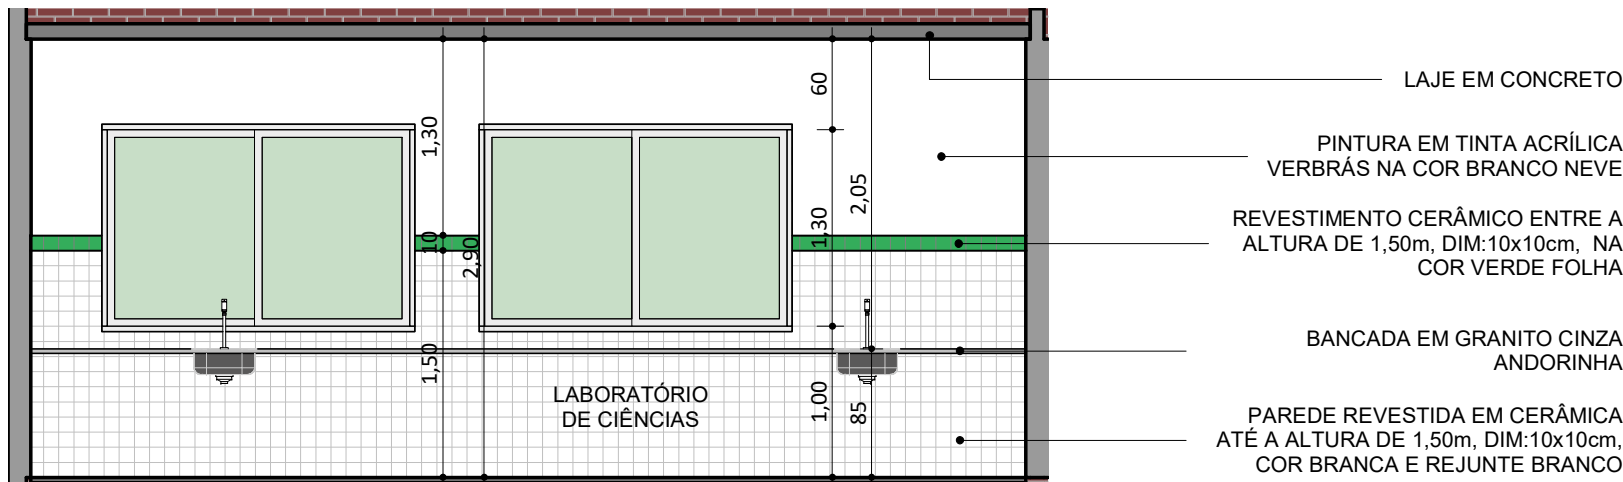 LAJE EM CONCRETO
PINTURA EM TINTA ACRÍLICA
VERBRÁS NA COR BRANCO NEVE
REVESTIMENTO CERÂMICO ENTRE A
ALTURA DE 1,50m, DIM:10x10cm, NA
COR VERDE FOLHA
BANCADA EM GRANITO CINZA
ANDORINHA
PAREDE REVESTIDA EM CERÂMICA
ATÉ A ALTURA DE 1,50m, DIM:10x10cm,
COR BRANCA E REJUNTE BRANCO
LABORATÓRIO
DE CIÊNCIAS
1,30
10
1,50
2,90
60
1,30
1,00
2,05
85